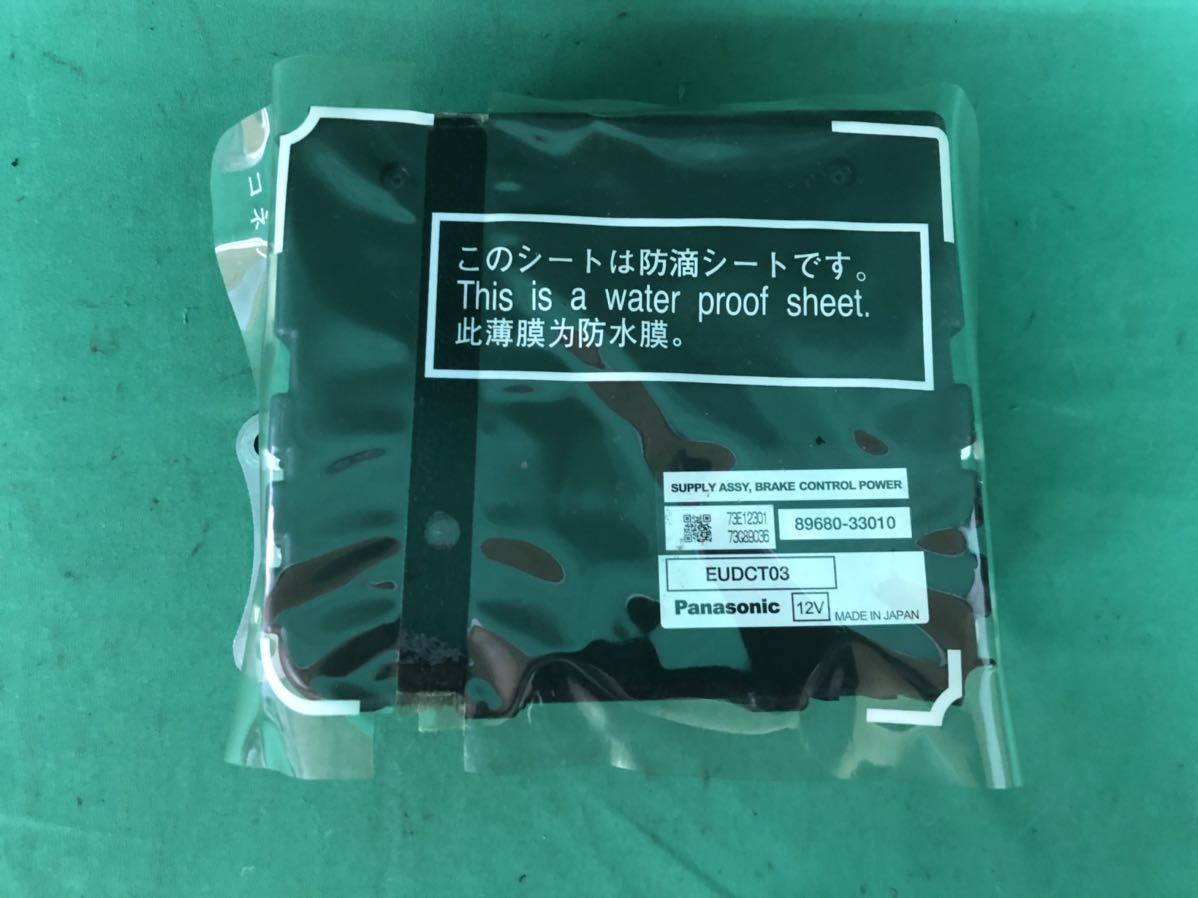 コネ
このシートは防滴シートです。
This is a water proof sheet.
此薄膜为防水膜。
SUPPLY ASSY, BRAKE CONTROL POWER
73E12301
73G89036
89680-33010
EUDCT03
Panasonic 12V MADE IN JAPAN